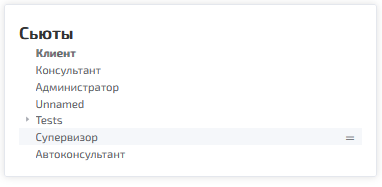 Сьюты
Клиент
Консультант
Администратор
Unnamed
Tests
Супервизор
Автоконсультант